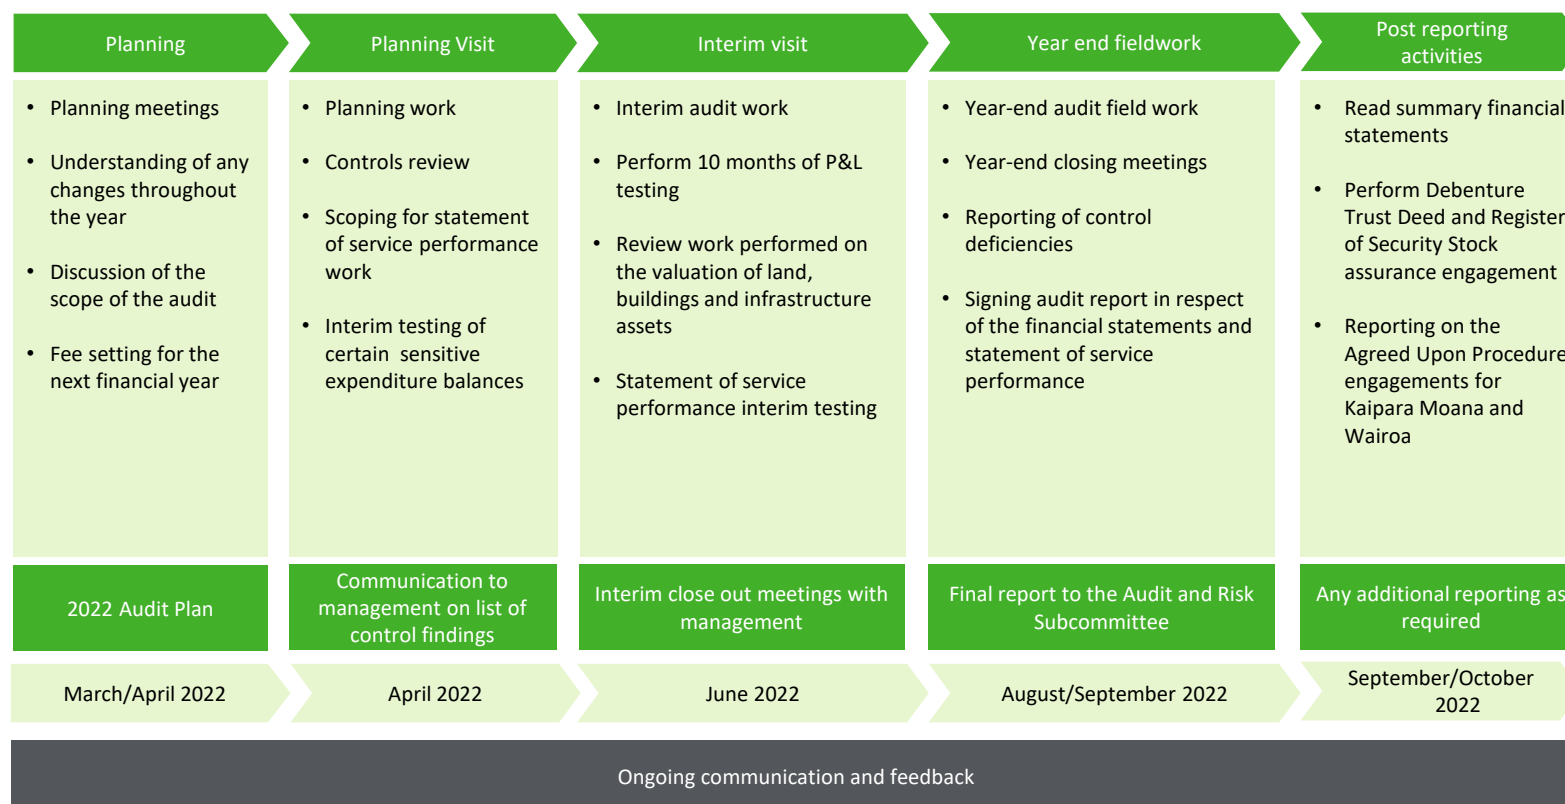 Planning
Planning Visit
Interim visit
Year end fieldwork
Post reporting
activities
• Planning meetings
• Understanding of any
changes throughout
the year
• Discussion of the
scope of the audit
• Fee setting for the
next financial year
• Planning work
• Controls review
• Scoping for statement
of service performance
work
• Interim testing of
certain sensitive
expenditure balances
• Interim audit work
• Perform 10 months of P&L
testing
• Review work performed on
the valuation of land,
buildings and infrastructure
assets
• Statement of service
performance interim testing
• Year-end audit field work
• Year-end closing meetings
• Reporting of control
deficiencies
• Signing audit report in respect
of the financial statements and
statement of service
performance
• Read summary financial
statements
• Perform Debenture
Trust Deed and Register
of Security Stock
assurance engagement
• Reporting on the
Agreed Upon Procedure
engagements for
Kaipara Moana and
Wairoa
2022 Audit Plan
Communication to
management on list of
control findings
Interim close out meetings with
management
Final report to the Audit and Risk
Subcommittee
Any additional reporting as
required
March/April 2022
April 2022
June 2022
August/September 2022
September/October
2022
Ongoing communication and feedback